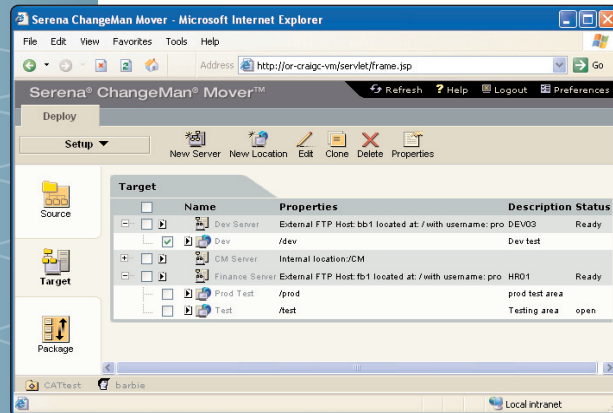 Serena ChangeMan Mover - Microsoft Internet Explorer
File Edit View Favorites Tools Help
Address http://or-craigc-vm/servlet/frame.jsp Go
Serena® ChangeMan® Mover™ Refresh ? Help Logout Preferences
Deploy
Setup
New Server New Location Edit Clone Delete Properties
Source
Target
Package
Target
Name Properties Description Status
Dev Server External FTP Host: bb1 located at: / with username: pro DEV03 Ready
Dev /dev Dev test
CM Server Internal location:/CM
Finance Server External FTP Host: fb1 located at: / with username: pro HR01 Ready
Prod Test /prod prod test area
Test /test Testing area open
CATtest barbie
Local intranet